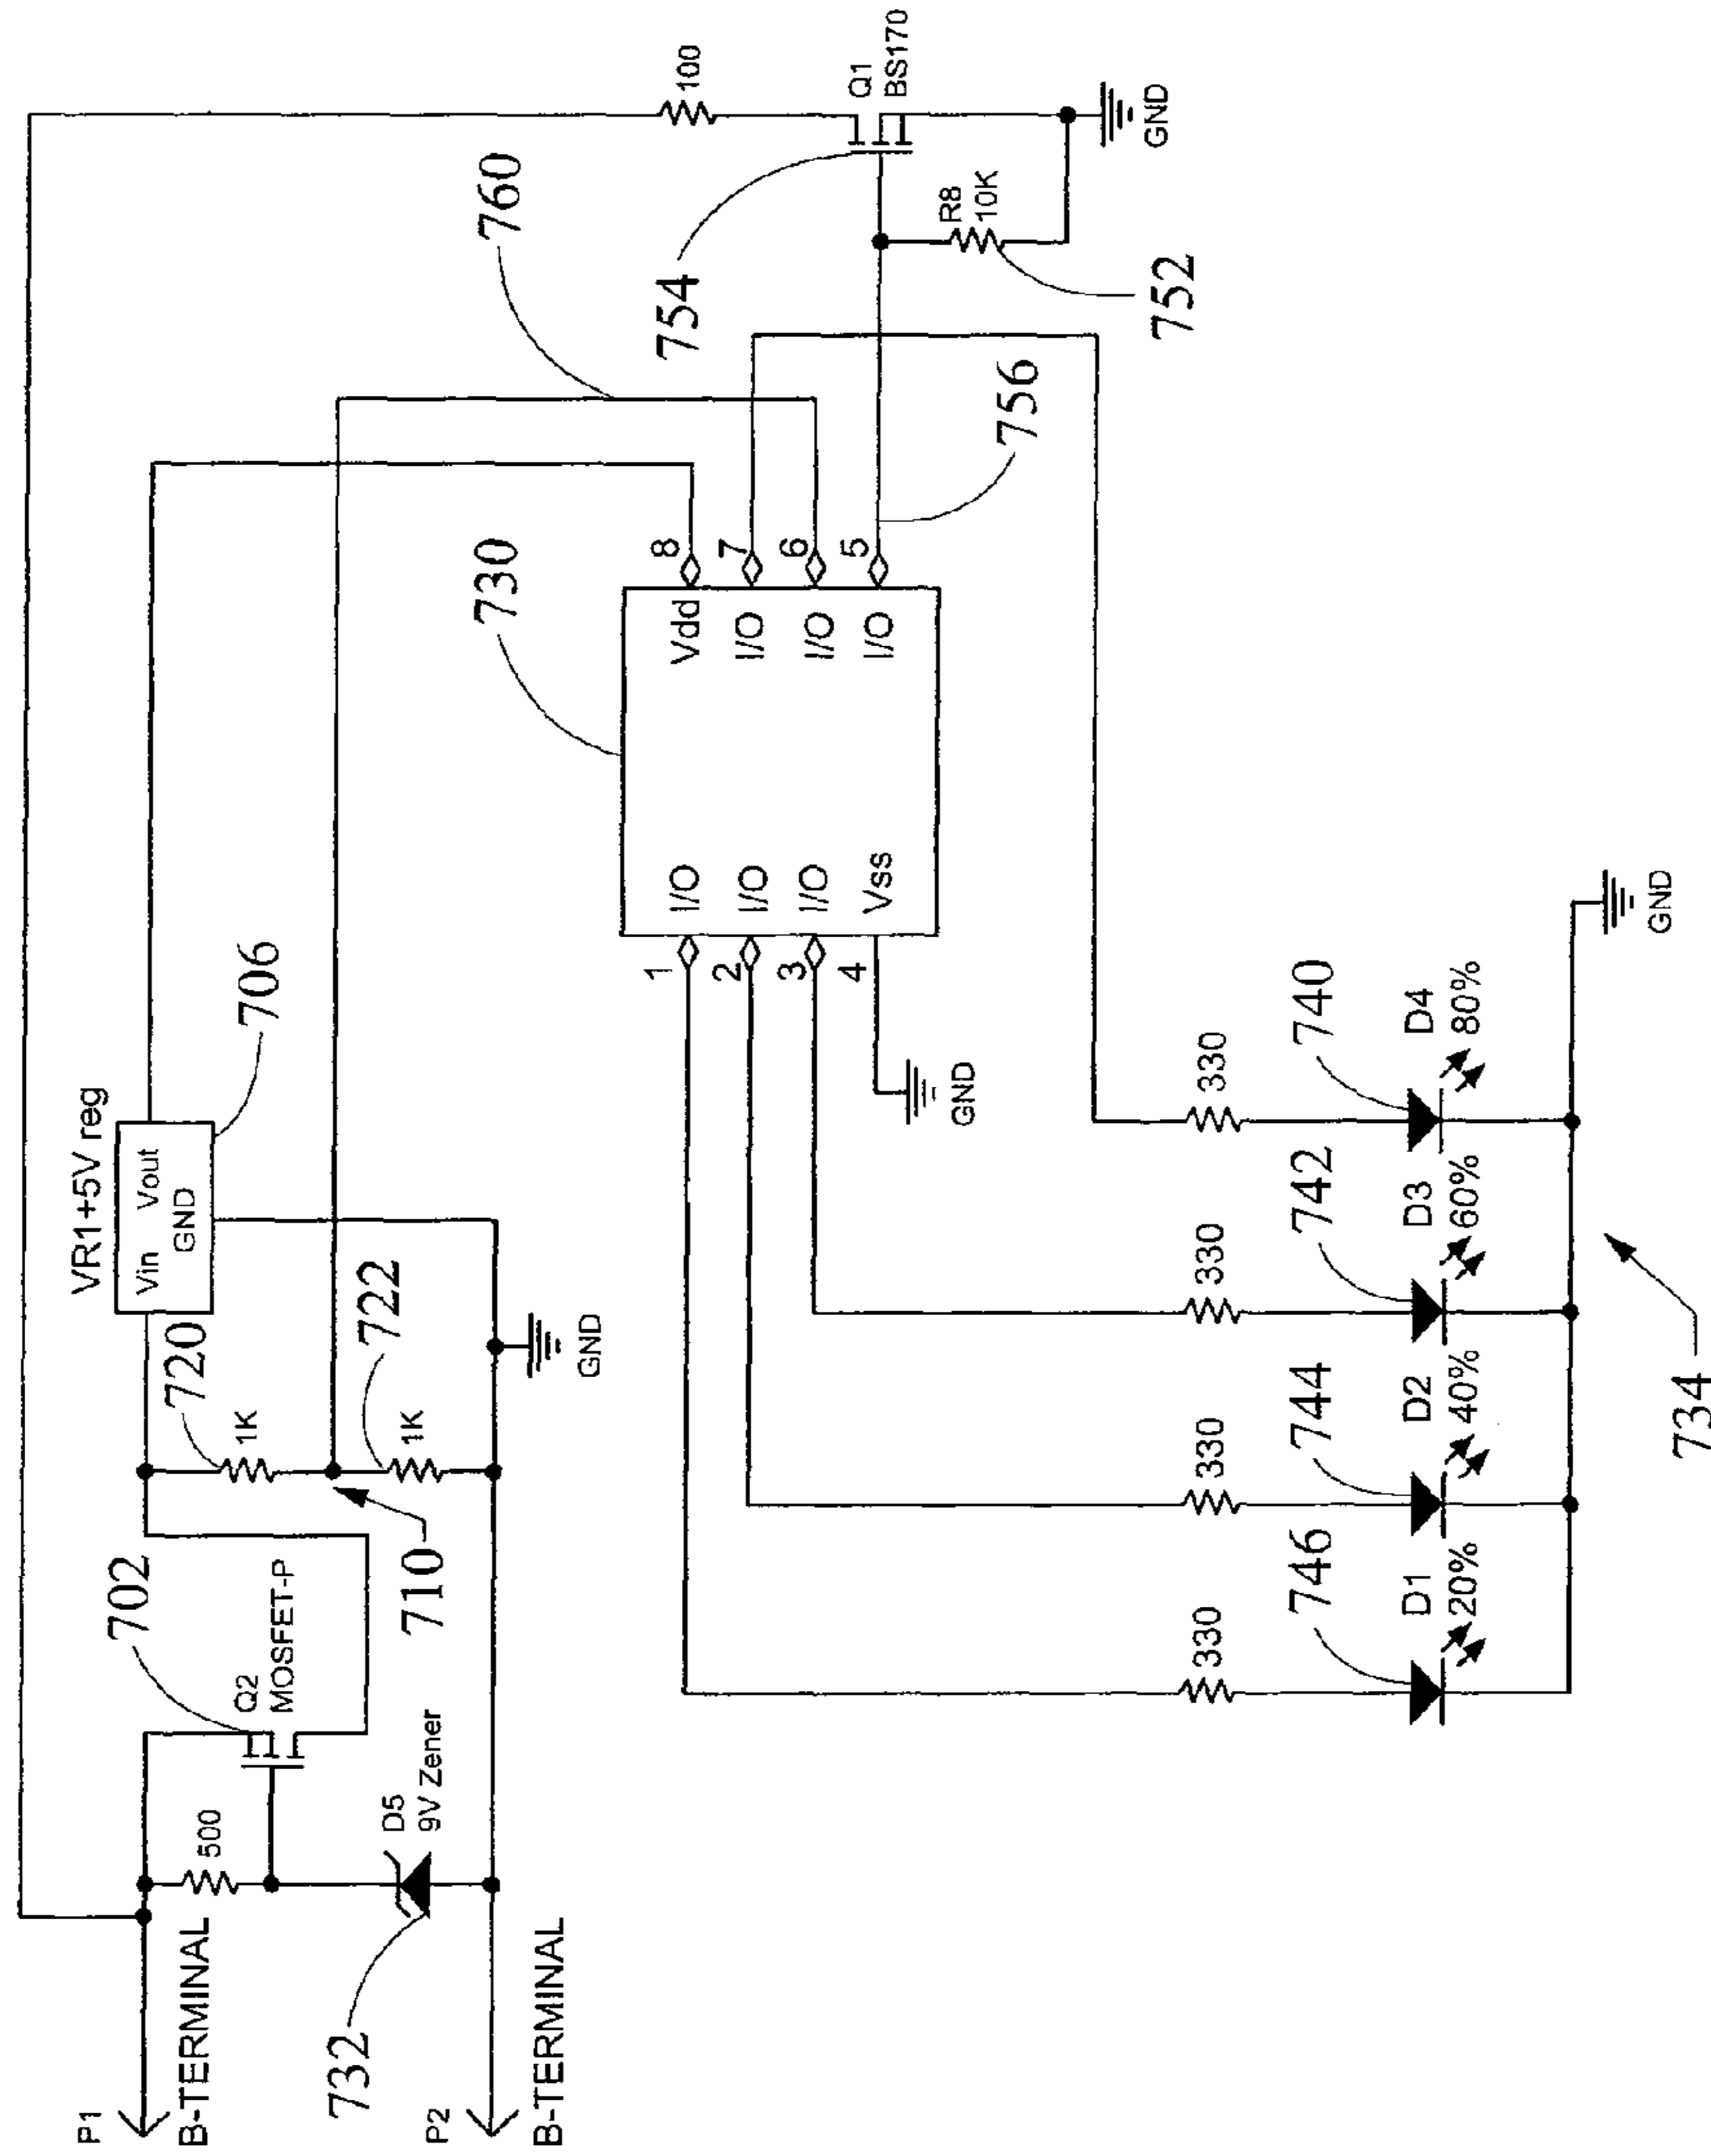 P1
B-TERMINAL
P2
B-TERMINAL
500
D5
9V Zener
732
Q2
MOSFET-P
702
710
720
1K
722
1K
GND
VR1+5V reg
Vin Vout
GND
706
730
1
2
3
4
I/O
I/O
I/O
Vss
Vdd
I/O
I/O
I/O
8
7
6
5
GND
760
754
756
752
100
Q1
BS170
R8
10K
GND
330
330
330
330
746
744
742
740
D1
20%
D2
40%
D3
60%
D4
80%
GND
734